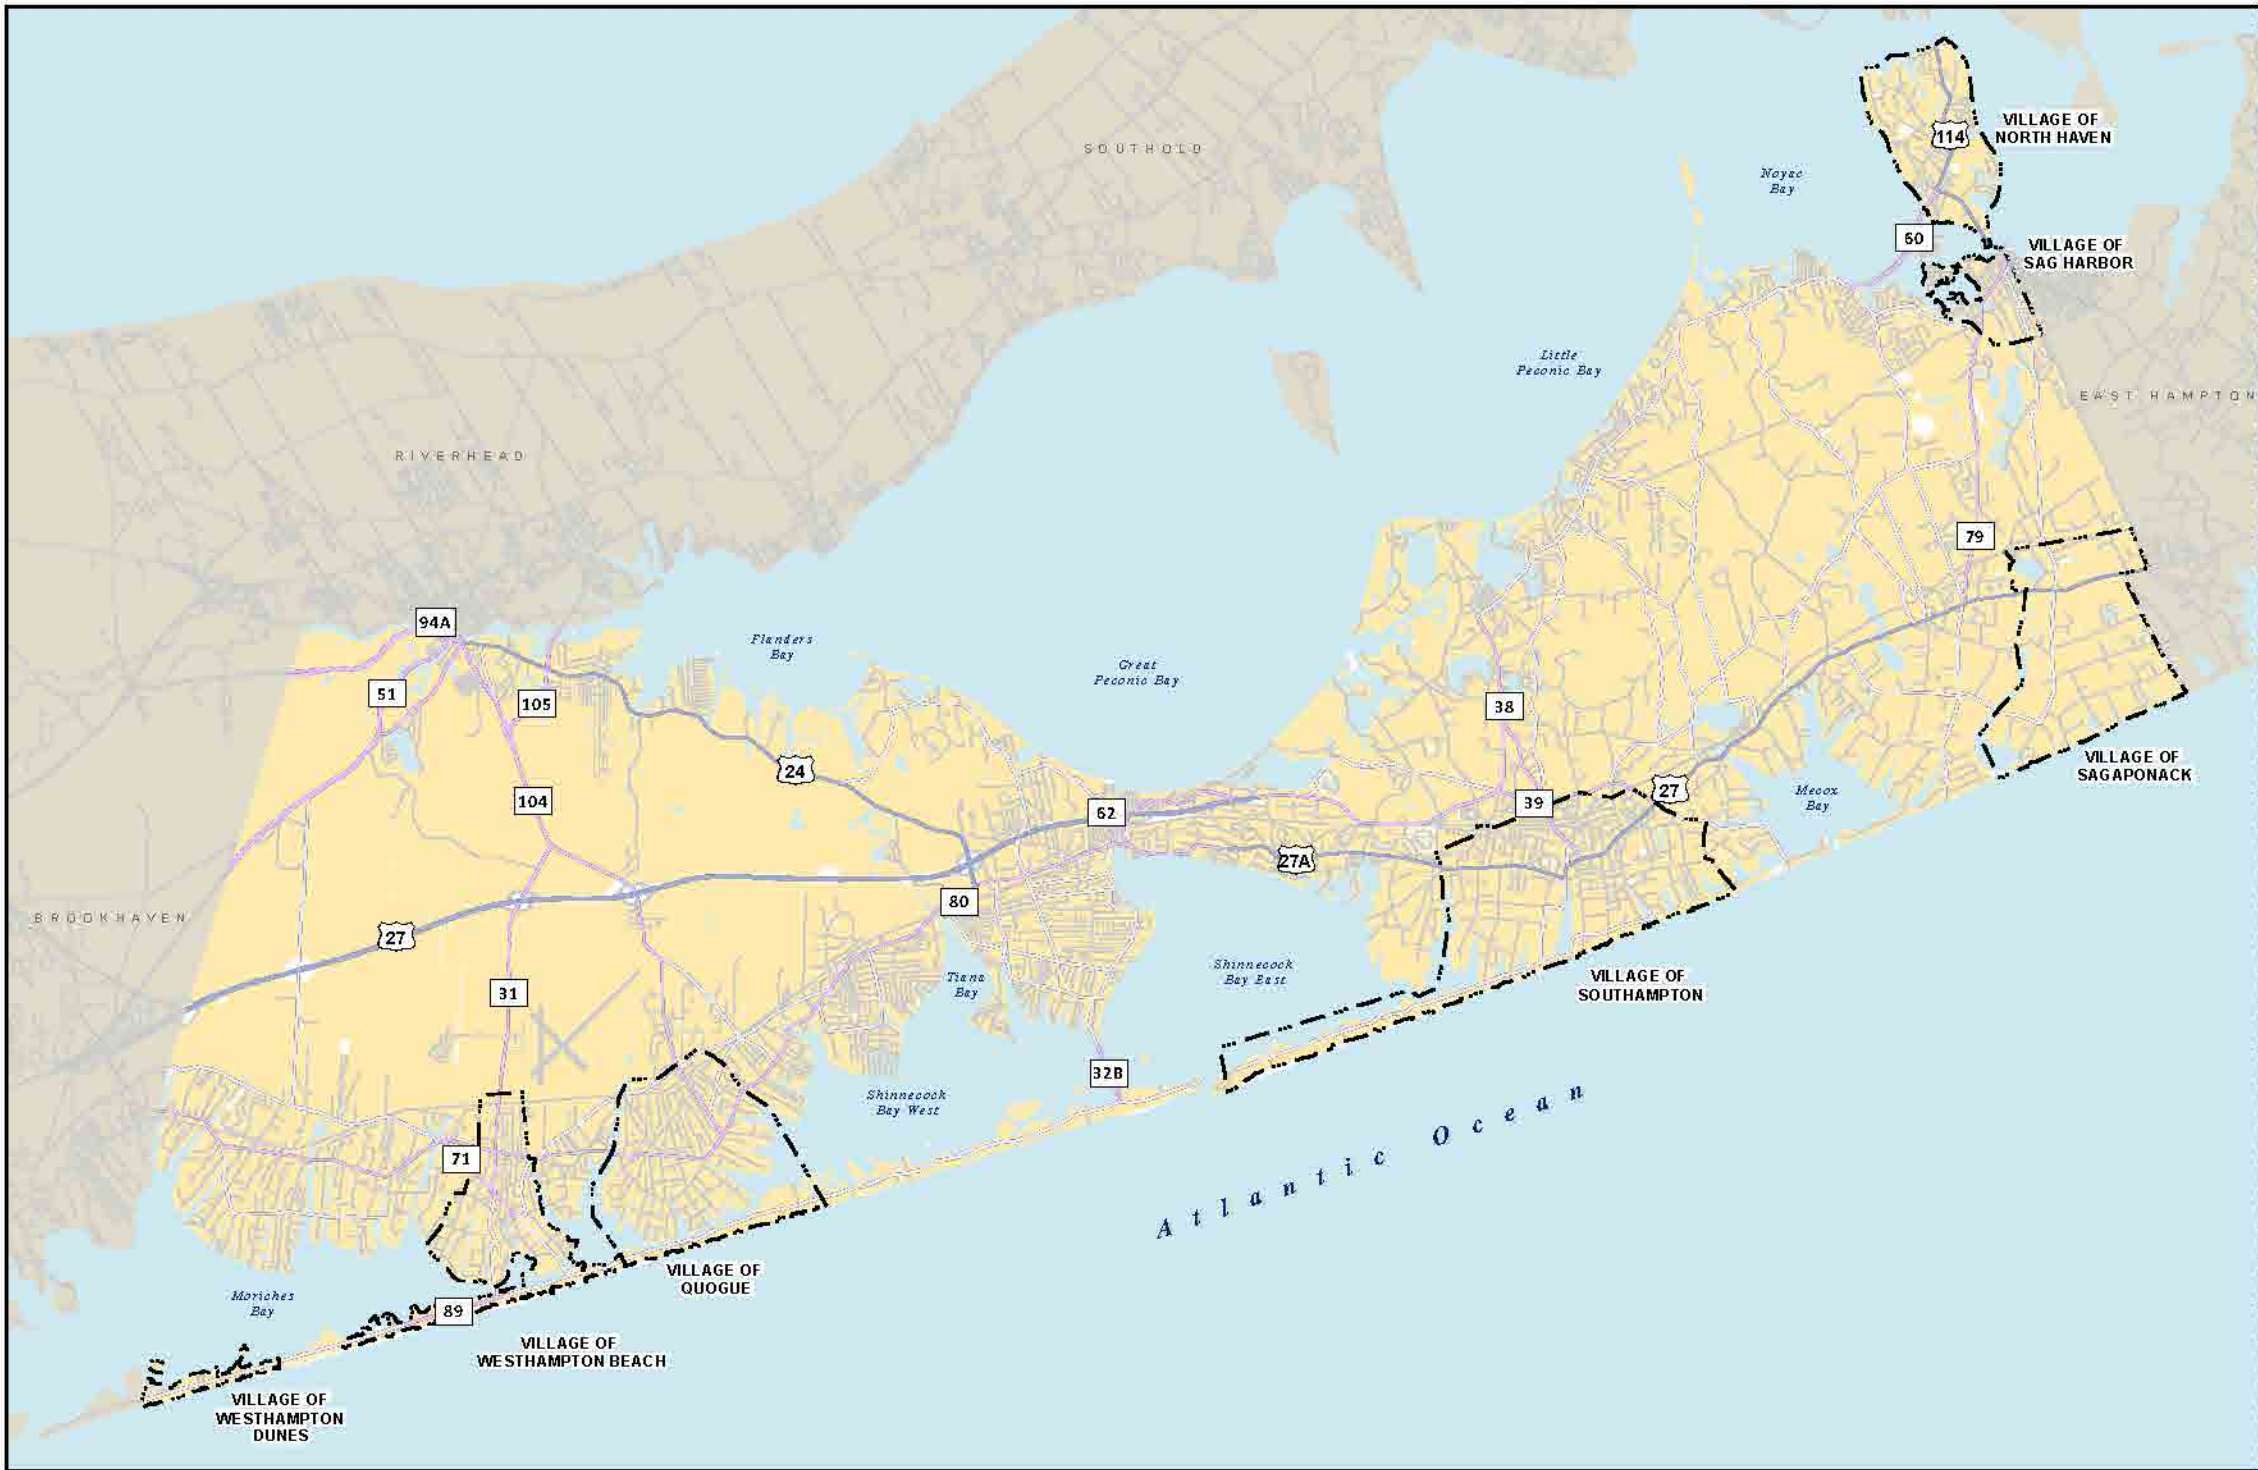 VILLAGE OF
NORTH HAVEN
114
SOUTHOLD
Noyac
Bay
60
VILLAGE OF
SAG HARBOR
Little
Peconic Bay
EAST HAMPTON
RIVERHEAD
79
94A
Flanders
Bay
Great
Peconic Bay
51
105
38
24
VILLAGE OF
SAGAPONACK
104
62
39
27
Mecox
Bay
27A
80
BROOKHAVEN
27
Tiana
Bay
Shinnecock
Bay East
31
VILLAGE OF
SOUTHAMPTON
32B
Shinnecock
Bay West
Atlantic Ocean
71
VILLAGE OF
QUOGUE
Moriches
Bay
89
VILLAGE OF
WESTHAMPTON BEACH
VILLAGE OF
WESTHAMPTON
DUNES